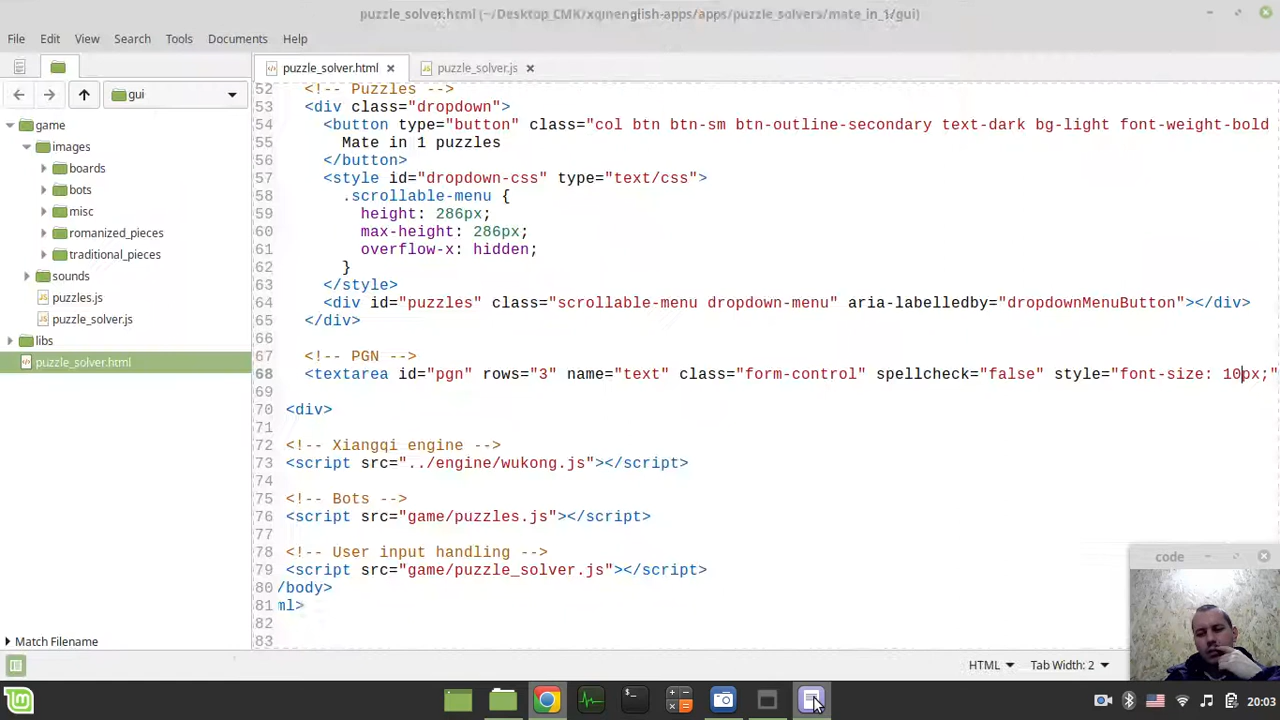 puzzle_solver.html (~/Desktop_CMK/xqinenglish-apps/apps/puzzle_solvers/mate_in_1/gui)
File Edit View Search Tools Documents Help
puzzle_solver.html puzzle_solver.js
gui
game
images
boards
bots
misc
romanized_pieces
traditional_pieces
sounds
puzzles.js
puzzle_solver.js
libs
puzzle_solver.html
Match Filename
52 <!-- Puzzles -->
53 <div class="dropdown">
54 <button type="button" class="col btn btn-sm btn-outline-secondary text-dark bg-light font-weight-bold
55 Mate in 1 puzzles
56 </button>
57 <style id="dropdown-css" type="text/css">
58 .scrollable-menu {
59 height: 286px;
60 max-height: 286px;
61 overflow-x: hidden;
62 }
63 </style>
64 <div id="puzzles" class="scrollable-menu dropdown-menu" aria-labelledby="dropdownMenuButton"></div>
65 </div>
66
67 <!-- PGN -->
68 <textarea id="pgn" rows="3" name="text" class="form-control" spellcheck="false" style="font-size: 10px;"
69
70 <div>
71
72 <!-- Xiangqi engine -->
73 <script src="../engine/wukong.js"></script>
74
75 <!-- Bots -->
76 <script src="game/puzzles.js"></script>
77
78 <!-- User input handling -->
79 <script src="game/puzzle_solver.js"></script>
80 /body>
81 ml>
82
83
code
HTML Tab Width: 2
20:03